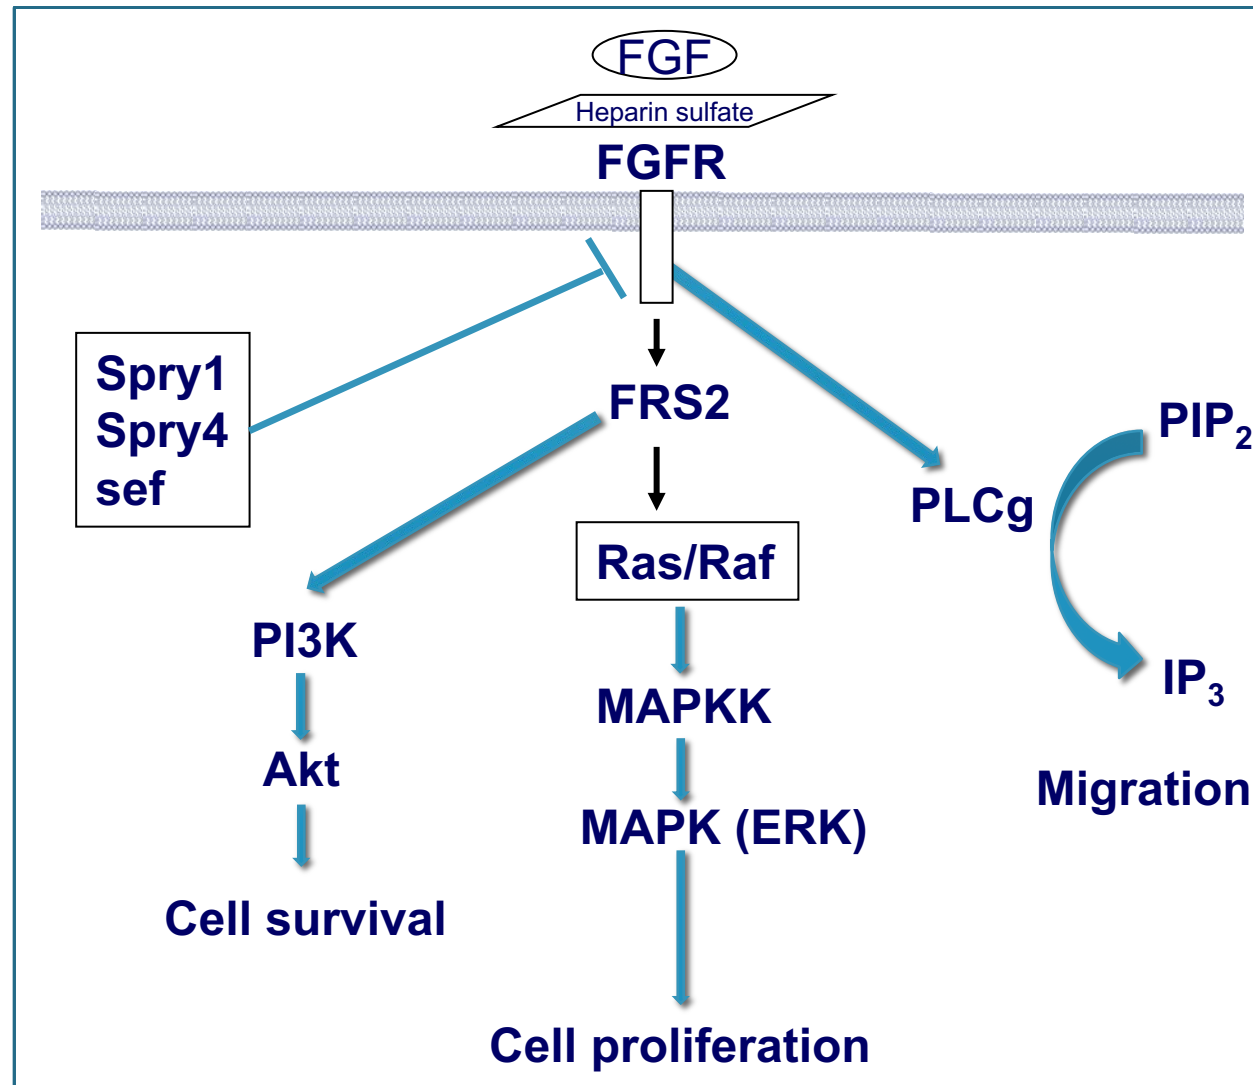 FGF
Heparin sulfate
FGFR
Spry1
Spry4
sef
FRS2
PIP₂
PLCg
Ras/Raf
PI3K
IP₃
MAPKK
Akt
Migration
MAPK (ERK)
Cell survival
Cell proliferation